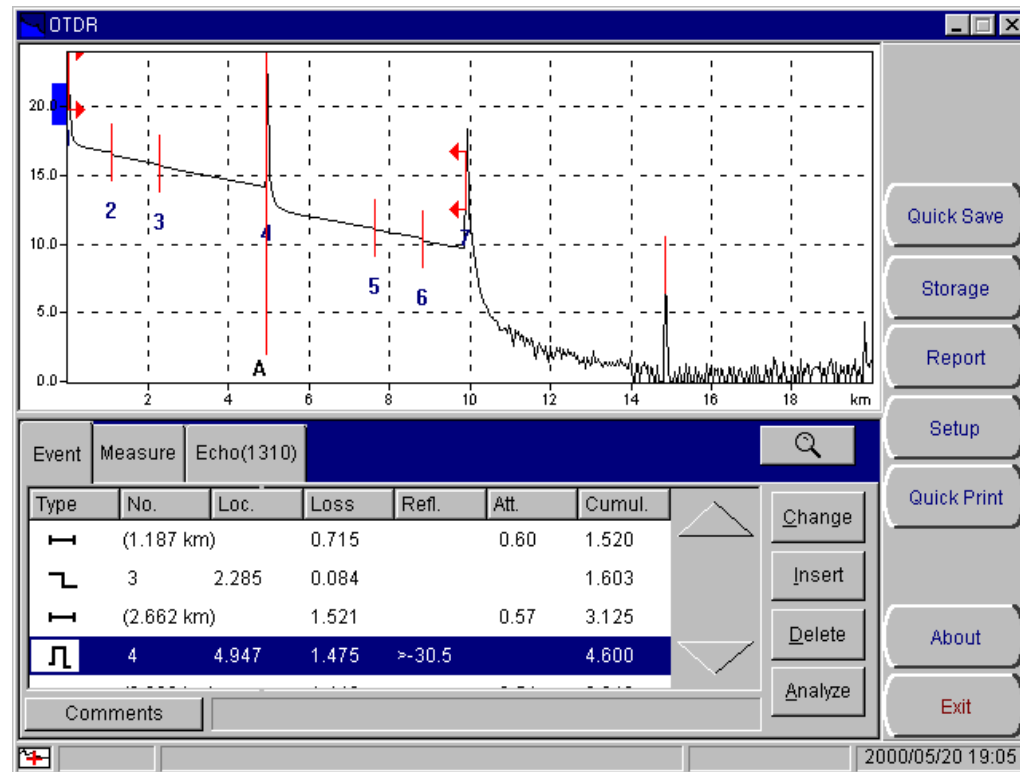 OTDR
20.0
15.0
10.0
5.0
0.0
2
3
4
5
6
7
A
2 4 6 8 10 12 14 16 18 km
Quick Save
Storage
Report
Setup
Quick Print
About
Exit
Event Measure Echo(1310)
Type No. Loc. Loss Refl. Att. Cumul.
(1.187 km) 0.715 0.60 1.520
3 2.285 0.084 1.603
(2.662 km) 1.521 0.57 3.125
4 4.947 1.475 >-30.5 4.600
Change
Insert
Delete
Analyze
Comments
2000/05/20 19:05